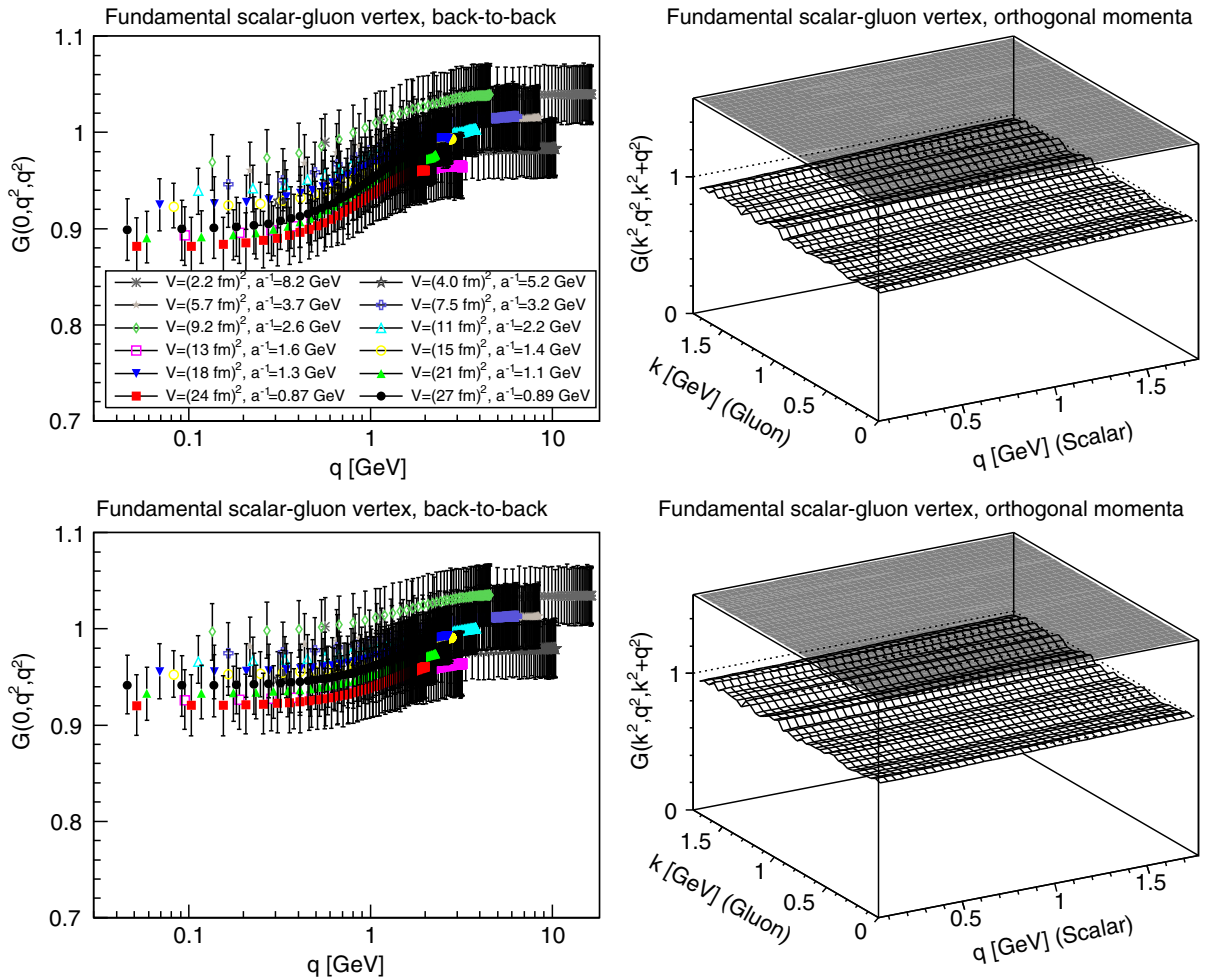 Fundamental scalar-gluon vertex, back-to-back
G(0,q²,q²)
1.1
1
0.9
0.8
0.7
V=(2.2 fm)², a⁻¹=8.2 GeV
V=(4.0 fm)², a⁻¹=5.2 GeV
V=(5.7 fm)², a⁻¹=3.7 GeV
V=(7.5 fm)², a⁻¹=3.2 GeV
V=(9.2 fm)², a⁻¹=2.6 GeV
V=(11 fm)², a⁻¹=2.2 GeV
V=(13 fm)², a⁻¹=1.6 GeV
V=(15 fm)², a⁻¹=1.4 GeV
V=(18 fm)², a⁻¹=1.3 GeV
V=(21 fm)², a⁻¹=1.1 GeV
V=(24 fm)², a⁻¹=0.87 GeV
V=(27 fm)², a⁻¹=0.89 GeV
0.1 1 10
q [GeV]
Fundamental scalar-gluon vertex, orthogonal momenta
G(k²,q²,k²+q²)
1
0
1.5
1
0.5
0
k [GeV] (Gluon)
0.5 1 1.5
q [GeV] (Scalar)
Fundamental scalar-gluon vertex, back-to-back
G(0,q²,q²)
1.1
1
0.9
0.8
0.7
0.1 1 10
q [GeV]
Fundamental scalar-gluon vertex, orthogonal momenta
G(k²,q²,k²+q²)
1
0
1.5
1
0.5
0
k [GeV] (Gluon)
0.5 1 1.5
q [GeV] (Scalar)